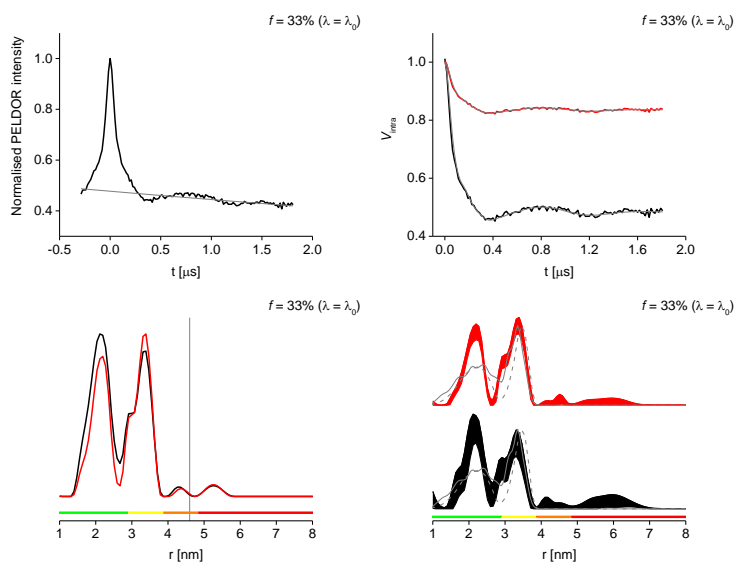 f = 33% (λ = λ₀)
Normalised PELDOR intensity
1.0
0.8
0.6
0.4
-0.5 0.0 0.5 1.0 1.5 2.0
t [μs]
f = 33% (λ = λ₀)
V_intra
1.0
0.8
0.6
0.4
0.0 0.4 0.8 1.2 1.6 2.0
t [μs]
f = 33% (λ = λ₀)
1 2 3 4 5 6 7 8
r [nm]
f = 33% (λ = λ₀)
1 2 3 4 5 6 7 8
r [nm]